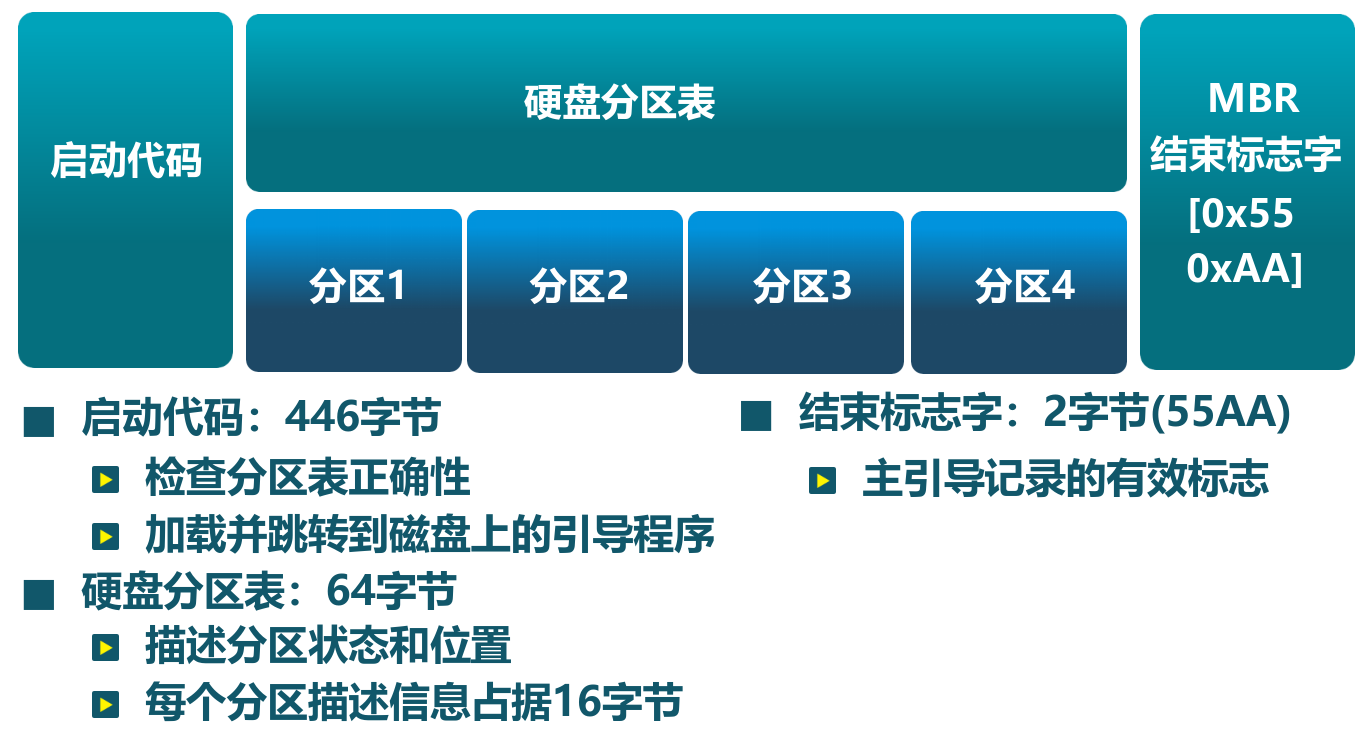 启动代码
硬盘分区表
分区1
分区2
分区3
分区4
MBR
结束标志字
[0x55
0xAA]
启动代码：446字节
检查分区表正确性
加载并跳转到磁盘上的引导程序
硬盘分区表：64字节
描述分区状态和位置
每个分区描述信息占据16字节
结束标志字：2字节(55AA)
主引导记录的有效标志